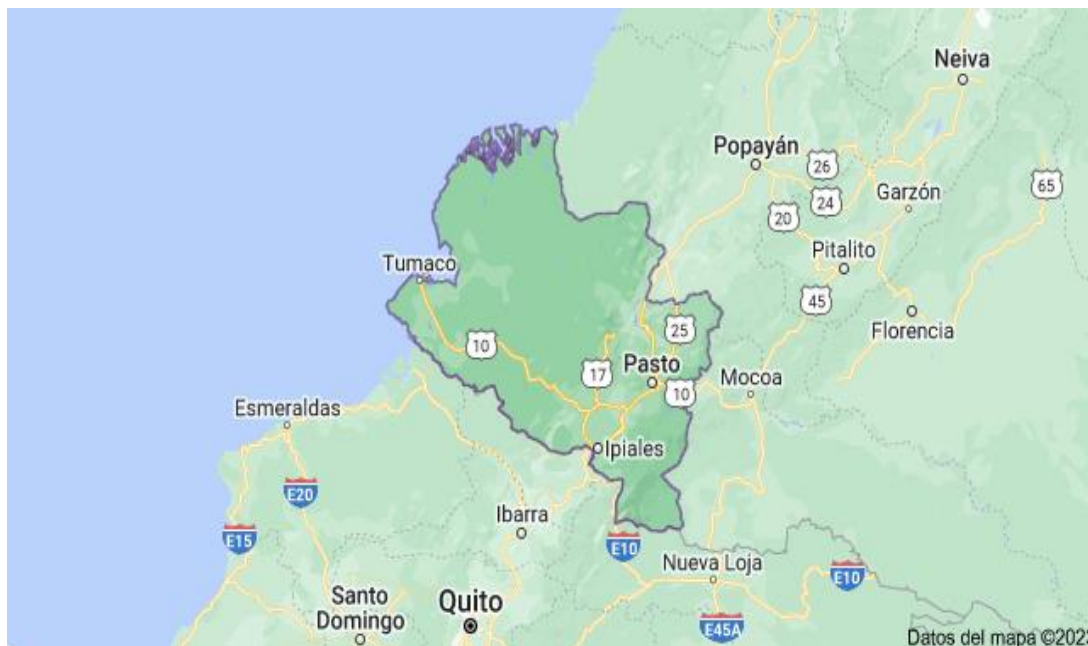 Neiva
Popayán
26
65
24
Garzón
20
Pitalito
Tumaco
45
25
Florencia
10
Pasto
17
10
Mocoa
Esmeraldas
Ipiales
E20
Ibarra
E15
E10
Nueva Loja
E10
Santo
Domingo
Quito
E45A
Datos del mapa ©2023